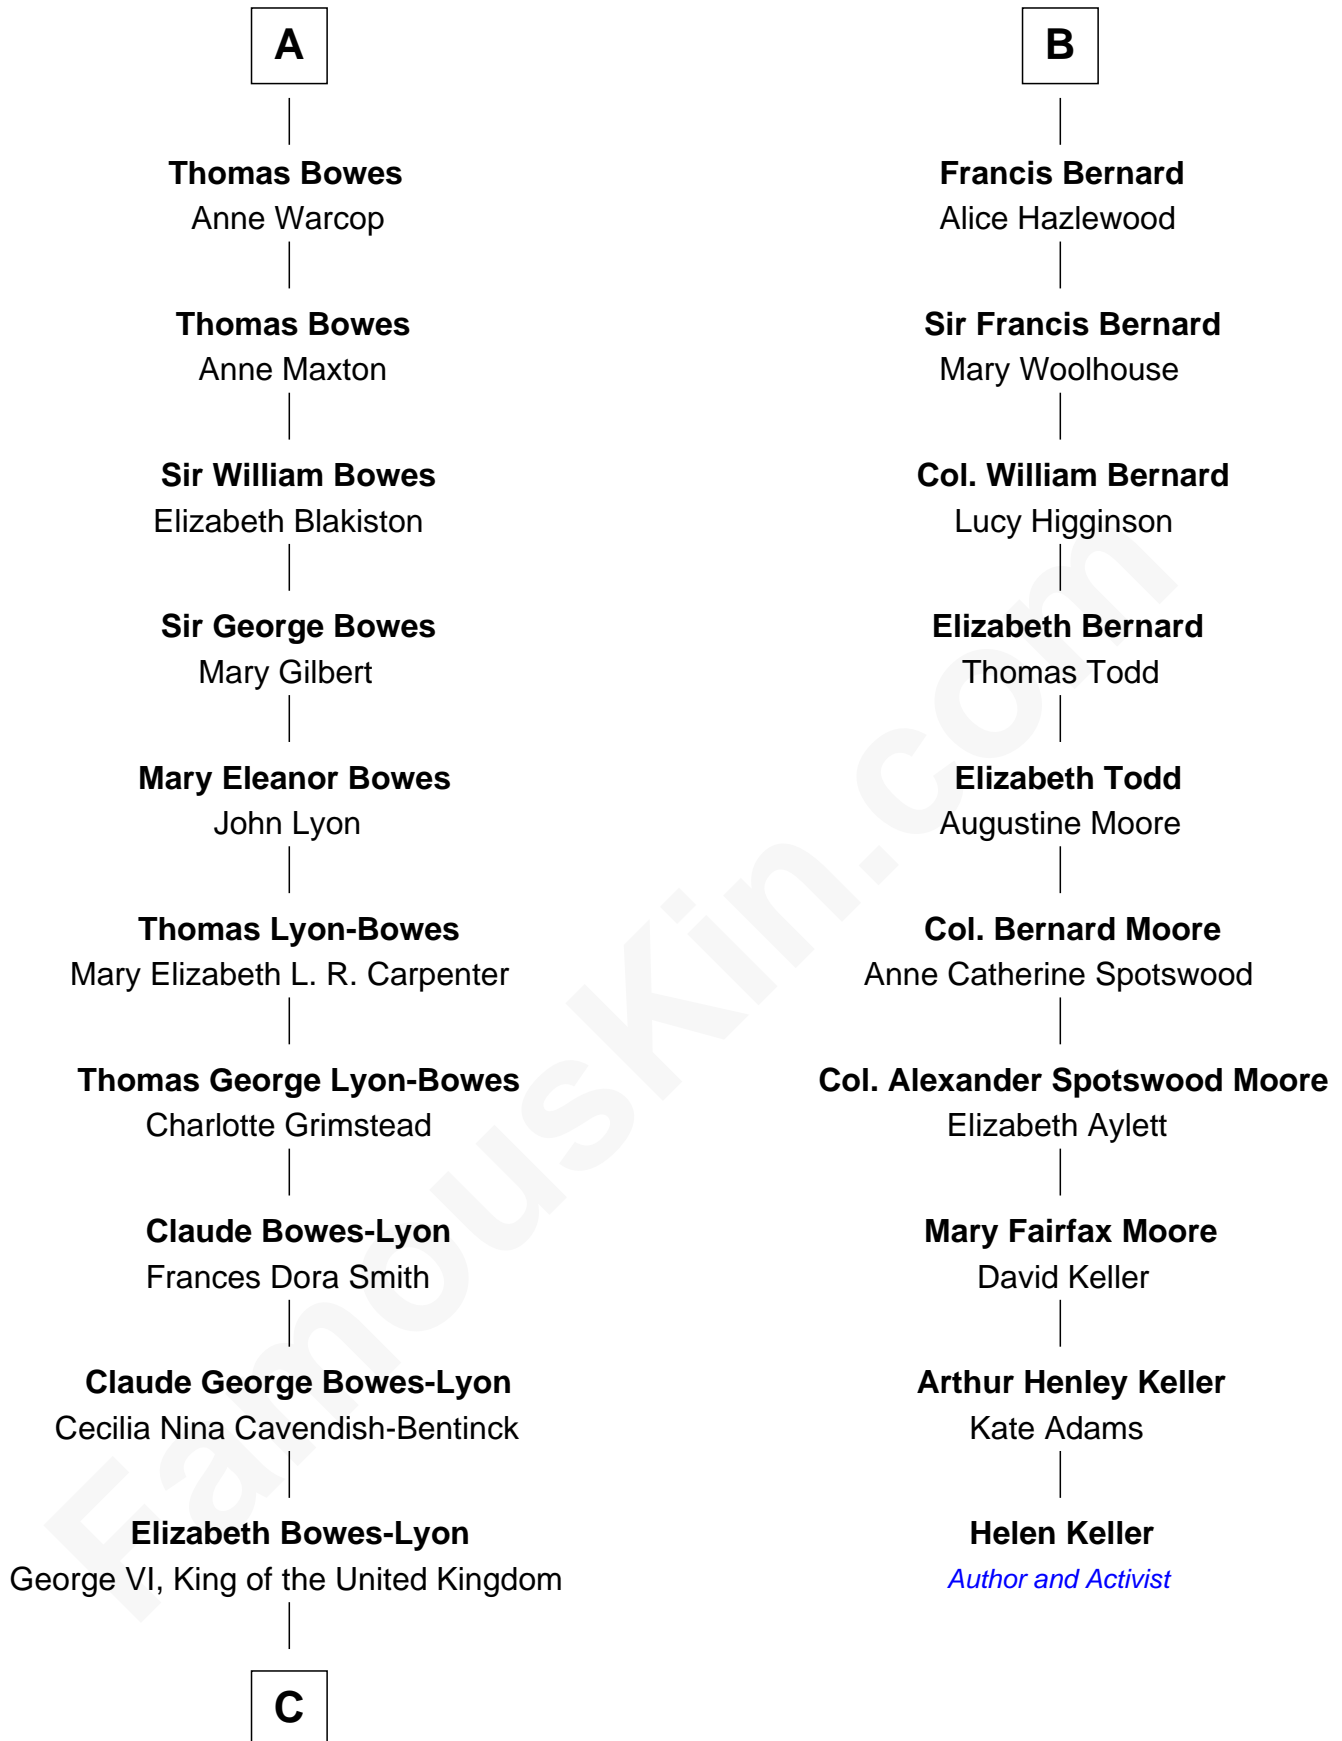 A
Thomas Bowes
Anne Warcop
Thomas Bowes
Anne Maxton
Sir William Bowes
Elizabeth Blakiston
Sir George Bowes
Mary Gilbert
Mary Eleanor Bowes
John Lyon
Thomas Lyon-Bowes
Mary Elizabeth L. R. Carpenter
Thomas George Lyon-Bowes
Charlotte Grimstead
Claude Bowes-Lyon
Frances Dora Smith
Claude George Bowes-Lyon
Cecilia Nina Cavendish-Bentinck
Elizabeth Bowes-Lyon
George VI, King of the United Kingdom
C
B
Francis Bernard
Alice Hazlewood
Sir Francis Bernard
Mary Woolhouse
Col. William Bernard
Lucy Higginson
Elizabeth Bernard
Thomas Todd
Elizabeth Todd
Augustine Moore
Col. Bernard Moore
Anne Catherine Spotswood
Col. Alexander Spotswood Moore
Elizabeth Aylett
Mary Fairfax Moore
David Keller
Arthur Henley Keller
Kate Adams
Helen Keller
Author and Activist
FamousKin.com